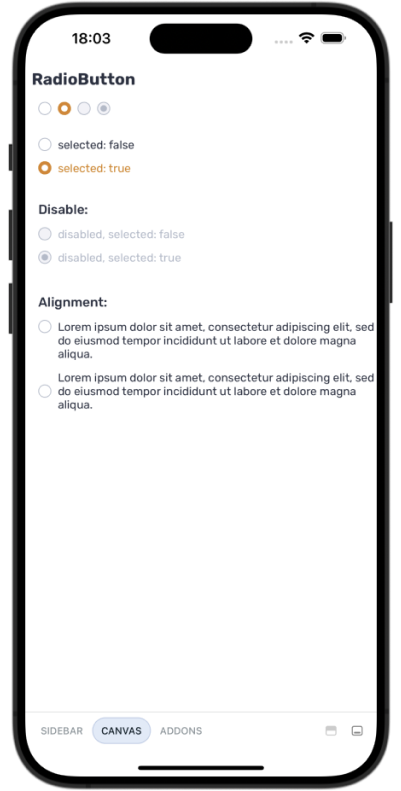 18:03
RadioButton
selected: false
selected: true
Disable:
disabled, selected: false
disabled, selected: true
Alignment:
Lorem ipsum dolor sit amet, consectetur adipiscing elit, sed
do eiusmod tempor incididunt ut labore et dolore magna
aliqua.
Lorem ipsum dolor sit amet, consectetur adipiscing elit, sed
do eiusmod tempor incididunt ut labore et dolore magna
aliqua.
SIDEBAR CANVAS ADDONS